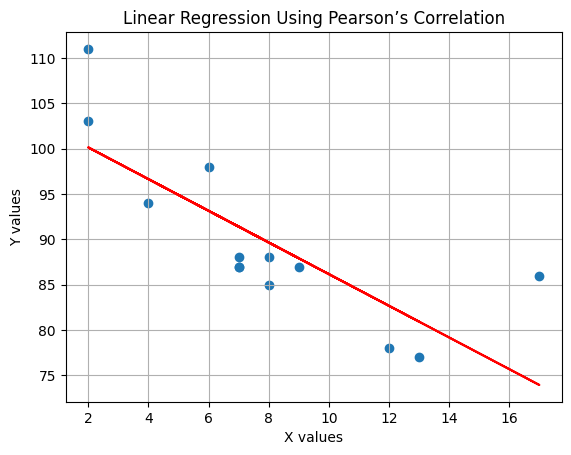 Linear Regression Using Pearson’s Correlation
Y values
110
105
100
95
90
85
80
75
2 4 6 8 10 12 14 16
X values